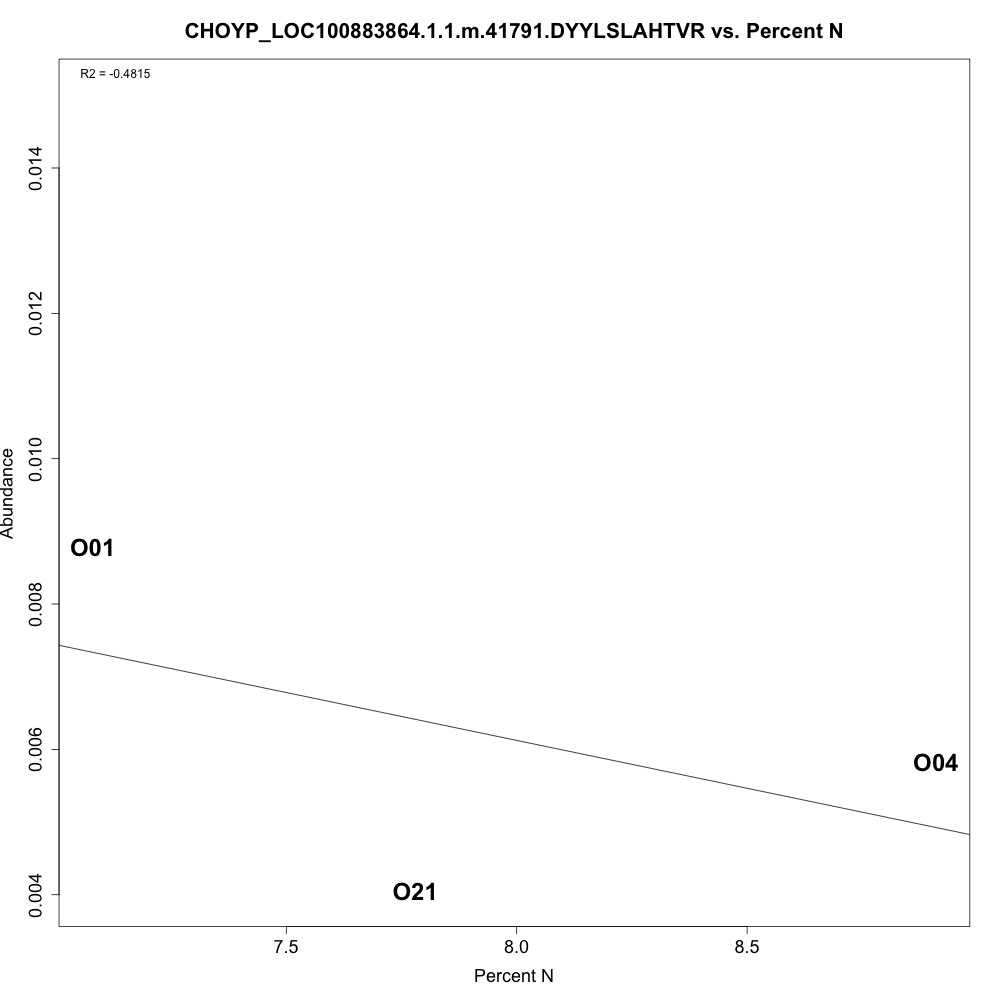 CHOYP_LOC100883864.1.1.m.41791.DYYLSLAHTVR vs. Percent N
R2 = -0.4815
0.014
0.012
0.010
Abundance
O01
0.008
0.006
O04
0.004
O21
7.5 8.0 8.5
Percent N